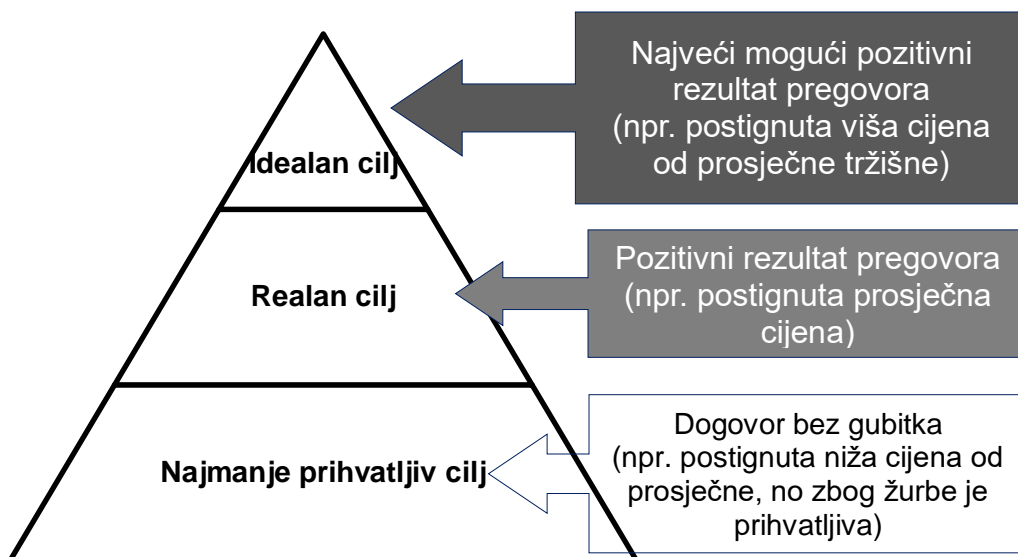 Najveći mogući pozitivni
rezultat pregovora
(npr. postignuta viša cijena
od prosječne tržišne)
Idealan cilj
Pozitivni rezultat pregovora
(npr. postignuta prosječna
cijena)
Realan cilj
Dogovor bez gubitka
(npr. postignuta niža cijena od
prosječne, no zbog žurbe je
prihvatljiva)
Najmanje prihvatljiv cilj